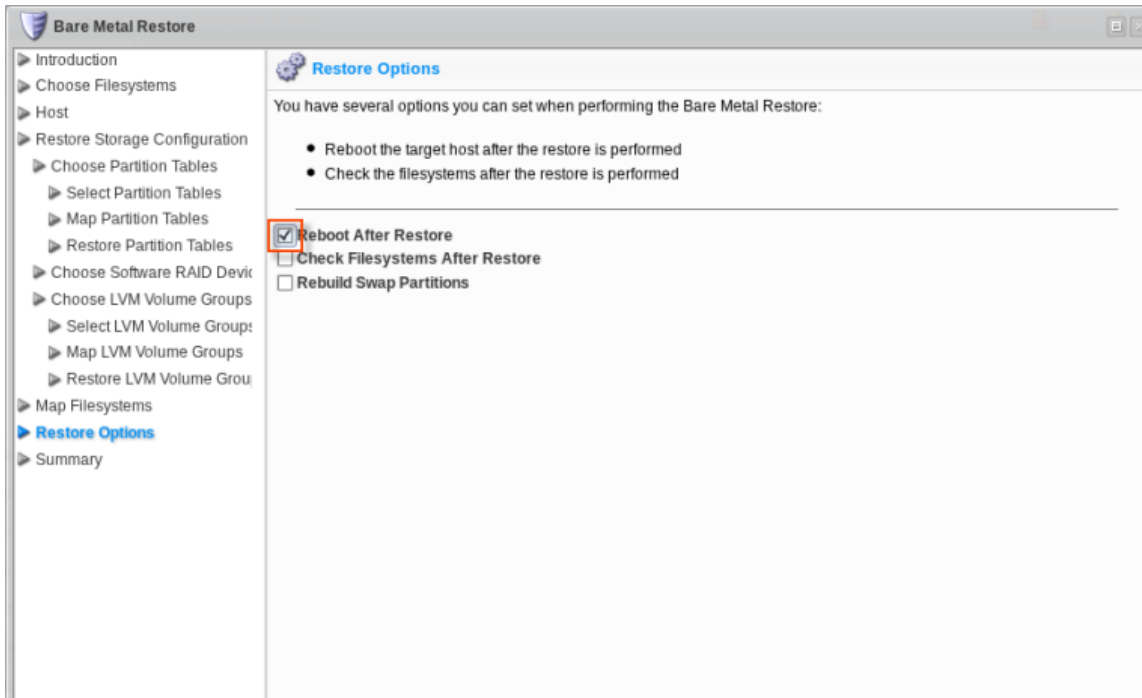 Bare Metal Restore
Introduction
Choose Filesystems
Host
Restore Storage Configuration
Choose Partition Tables
Select Partition Tables
Map Partition Tables
Restore Partition Tables
Choose Software RAID Devic
Choose LVM Volume Groups
Select LVM Volume Groups
Map LVM Volume Groups
Restore LVM Volume Grou
Map Filesystems
Restore Options
Summary
Restore Options
You have several options you can set when performing the Bare Metal Restore:
Reboot the target host after the restore is performed
Check the filesystems after the restore is performed
Reboot After Restore
Check Filesystems After Restore
Rebuild Swap Partitions